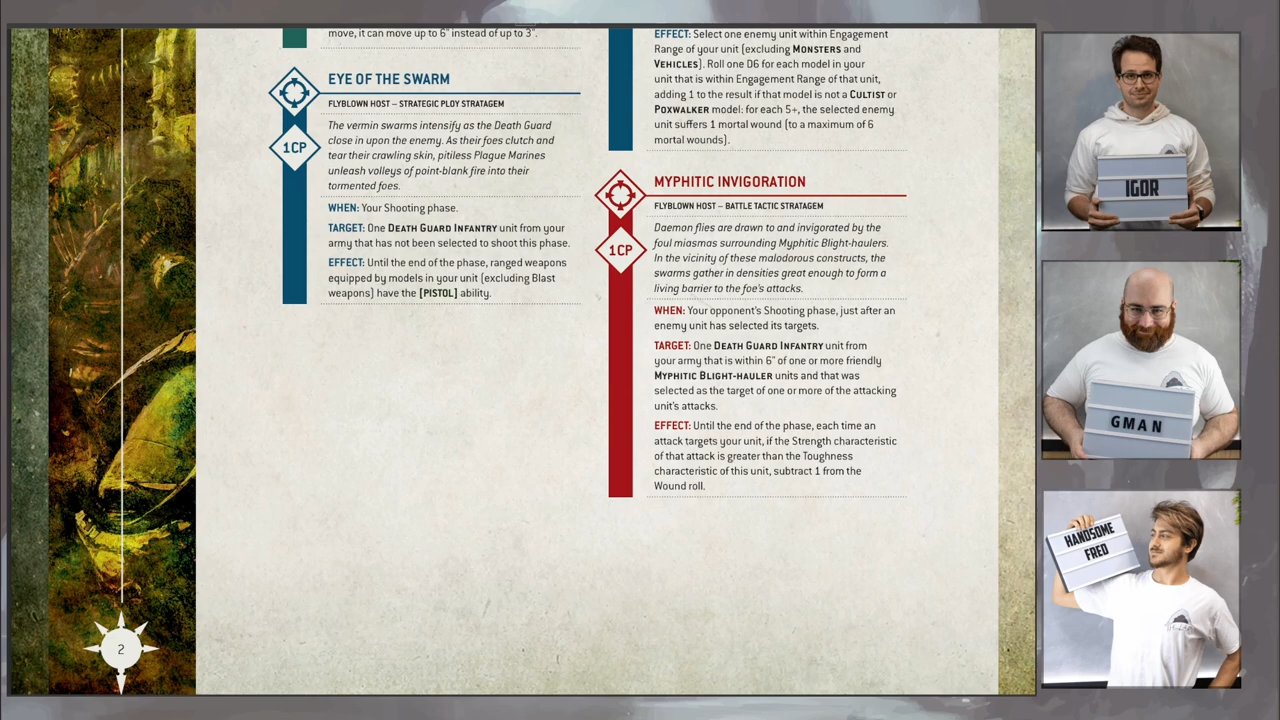 move, it can move up to 6" instead of up to 3".
EYE OF THE SWARM
FLYBLOWN HOST – STRATEGIC PLOY STRATAGEM
1CP
The vermin swarms intensify as the Death Guard
close in upon the enemy. As their foes clutch and
tear their crawling skin, pitiless Plague Marines
unleash volleys of point-blank fire into their
tormented foes.
WHEN: Your Shooting phase.
TARGET: One DEATH GUARD INFANTRY unit from your
army that has not been selected to shoot this phase.
EFFECT: Until the end of the phase, ranged weapons
equipped by models in your unit (excluding Blast
weapons) have the [PISTOL] ability.
2
EFFECT: Select one enemy unit within Engagement
Range of your unit (excluding MONSTERS and
VEHICLES). Roll one D6 for each model in your
unit that is within Engagement Range of that unit,
adding 1 to the result if that model is not a CULTIST or
POXWALKER model: for each 5+, the selected enemy
unit suffers 1 mortal wound (to a maximum of 6
mortal wounds).
MYPHITIC INVIGORATION
FLYBLOWN HOST – BATTLE TACTIC STRATAGEM
1CP
Daemon flies are drawn to and invigorated by the
foul miasmas surrounding Myphitic Blight-haulers.
In the vicinity of these malodorous constructs, the
swarms gather in densities great enough to form a
living barrier to the foe's attacks.
WHEN: Your opponent's Shooting phase, just after an
enemy unit has selected its targets.
TARGET: One DEATH GUARD INFANTRY unit from
your army that is within 6" of one or more friendly
MYPHITIC BLIGHT-HAULER units and that was
selected as the target of one or more of the attacking
unit's attacks.
EFFECT: Until the end of the phase, each time an
attack targets your unit, if the Strength characteristic
of that attack is greater than the Toughness
characteristic of this unit, subtract 1 from the
Wound roll.
IGOR
GMAN
HANDSOME
FRED